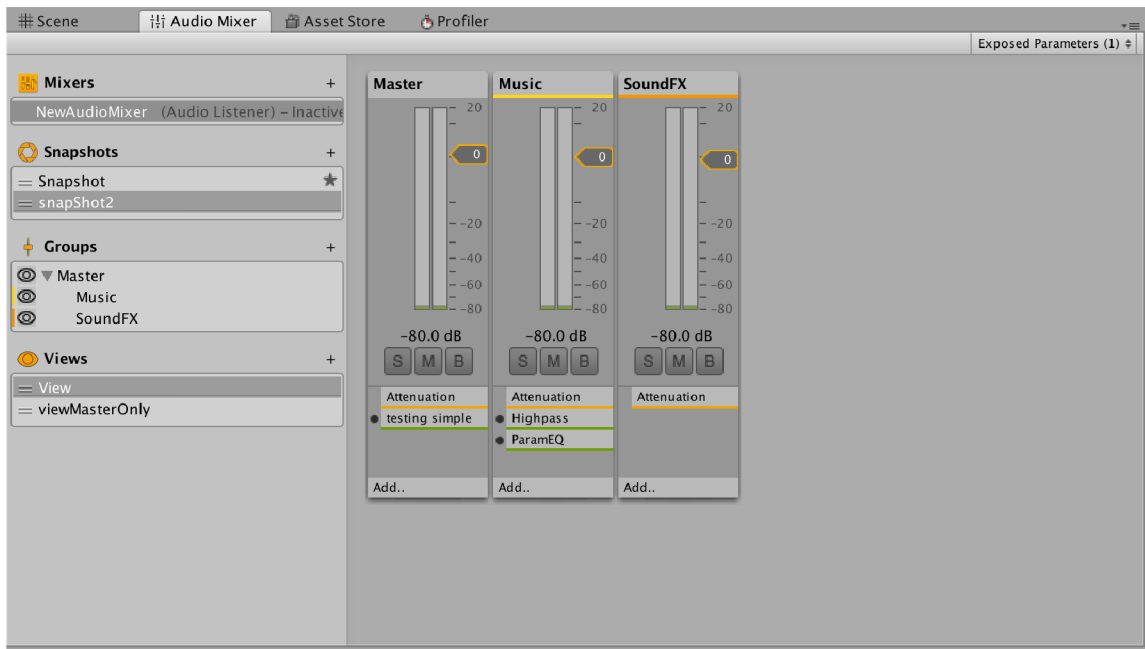 Scene
Audio Mixer
Asset Store
Profiler
Exposed Parameters (1)
Mixers +
NewAudioMixer (Audio Listener) – Inactive
Snapshots +
Snapshot
snapShot2
Groups +
Master
Music
SoundFX
Views +
View
viewMasterOnly
Master
20
0
-20
-40
-60
-80
-80.0 dB
S M B
Attenuation
testing simple
Add..
Music
20
0
-20
-40
-60
-80
-80.0 dB
S M B
Attenuation
Highpass
ParamEQ
Add..
SoundFX
20
0
-20
-40
-60
-80
-80.0 dB
S M B
Attenuation
Add..